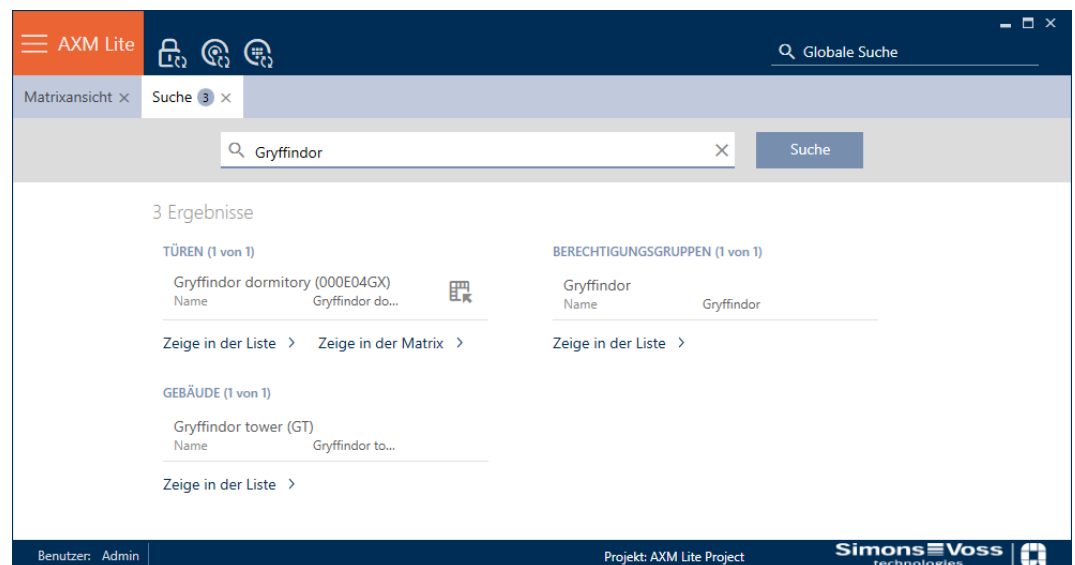 AXM Lite
Globale Suche
Matrixansicht ×
Suche 3 ×
Gryffindor
Suche
3 Ergebnisse
TÜREN (1 von 1)
Gryffindor dormitory (000E04GX)
Name Gryffindor do...
Zeige in der Liste > Zeige in der Matrix >
BERECHTIGUNGSGRUPPEN (1 von 1)
Gryffindor
Name Gryffindor
Zeige in der Liste >
GEBÄUDE (1 von 1)
Gryffindor tower (GT)
Name Gryffindor to...
Zeige in der Liste >
Benutzer: Admin
Projekt: AXM Lite Project
Simons Voss
technologies